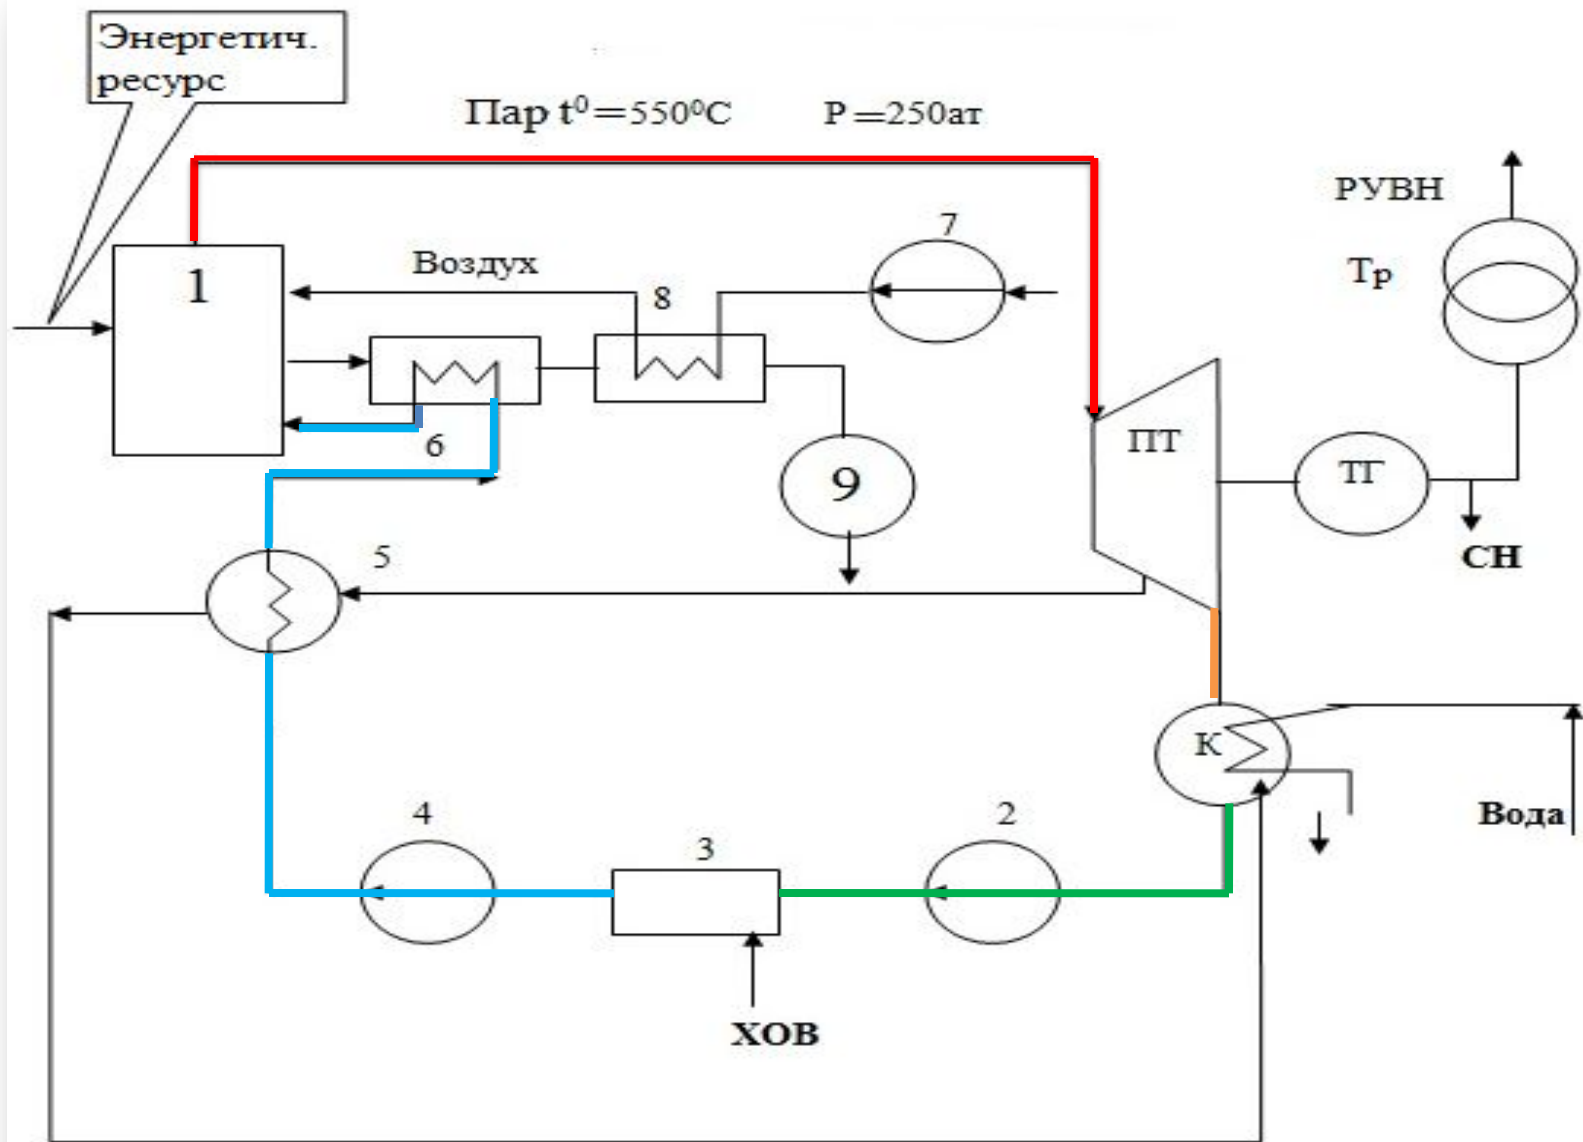 Энергетич.
ресурс
Пар t⁰=550⁰C P=250ат
РУВН
7
Воздух
Тр
1
8
ПТ
ТГ
6
9
5
СН
К
4
2
Вода
3
ХОВ